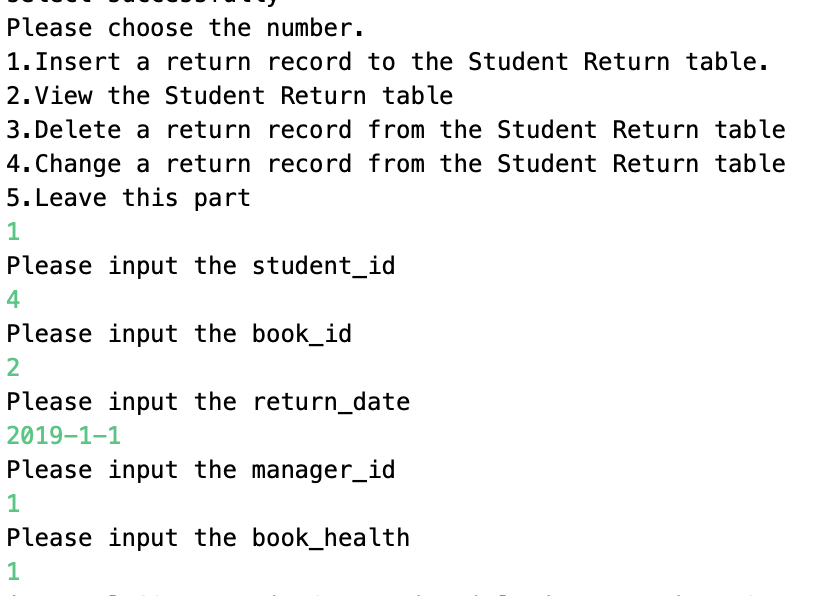 successfully
Please choose the number.
1.Insert a return record to the Student Return table.
2.View the Student Return table
3.Delete a return record from the Student Return table
4.Change a return record from the Student Return table
5.Leave this part
1
Please input the student_id
4
Please input the book_id
2
Please input the return_date
2019-1-1
Please input the manager_id
1
Please input the book_health
1